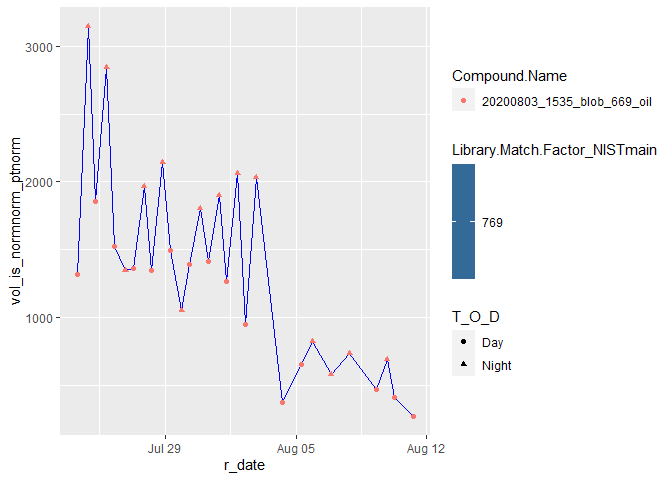 3000
2000
1000
vol_is_normnorm_ptnorm
Jul 29
Aug 05
Aug 12
r_date
Compound.Name
20200803_1535_blob_669_oil
Library.Match.Factor_NISTmain
769
T_O_D
Day
Night